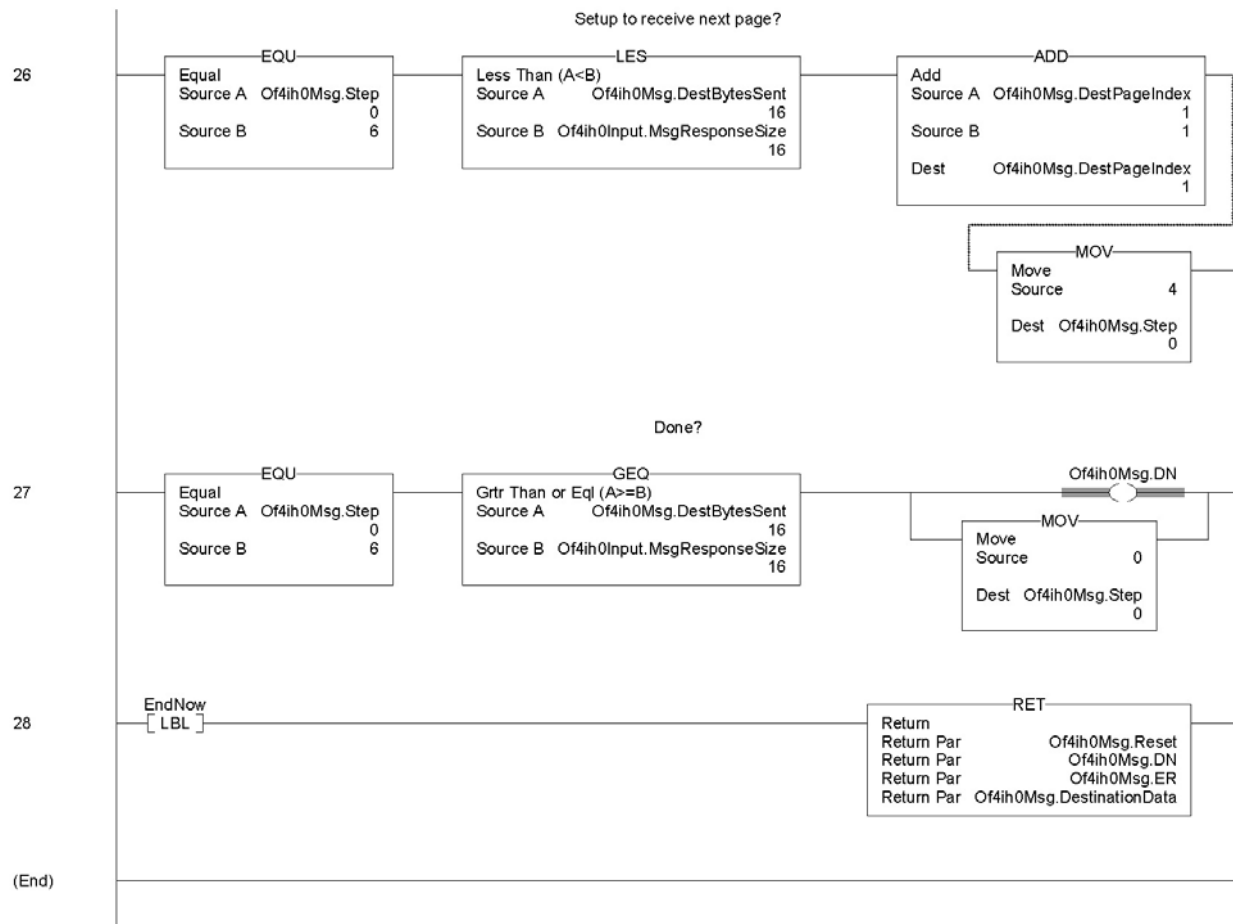 Setup to receive next page?
26
EQU
Equal
Source A Of4ih0Msg.Step
0
Source B 6
LES
Less Than (A<B)
Source A Of4ih0Msg.DestBytesSent
16
Source B Of4ih0Input.MsgResponseSize
16
ADD
Add
Source A Of4ih0Msg.DestPageIndex
1
Source B 1
Dest Of4ih0Msg.DestPageIndex
1
MOV
Move
Source 4
Dest Of4ih0Msg.Step
0
Done?
27
EQU
Equal
Source A Of4ih0Msg.Step
0
Source B 6
GEQ
Grtr Than or Eql (A>=B)
Source A Of4ih0Msg.DestBytesSent
16
Source B Of4ih0Input.MsgResponseSize
16
Of4ih0Msg.DN
MOV
Move
Source 0
Dest Of4ih0Msg.Step
0
28
EndNow
LBL
RET
Return
Return Par Of4ih0Msg.Reset
Return Par Of4ih0Msg.DN
Return Par Of4ih0Msg.ER
Return Par Of4ih0Msg.DestinationData
(End)